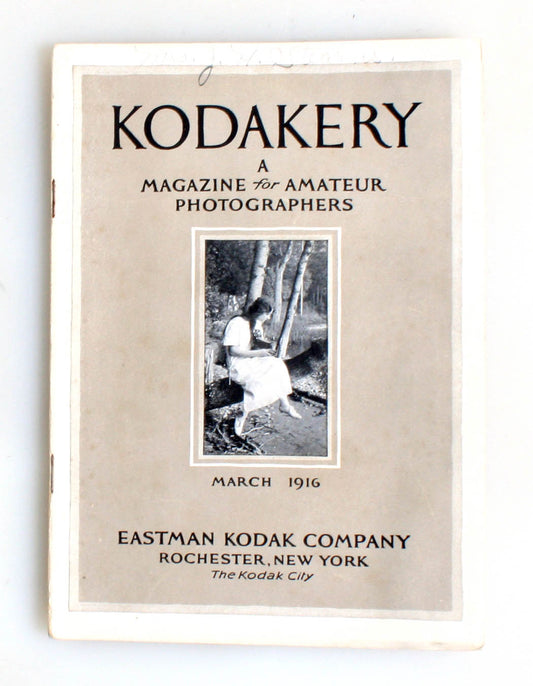 KODAKERY
A
MAGAZINE for AMATEUR
PHOTOGRAPHERS
MARCH 1916
EASTMAN KODAK COMPANY
ROCHESTER, NEW YORK
The Kodak City